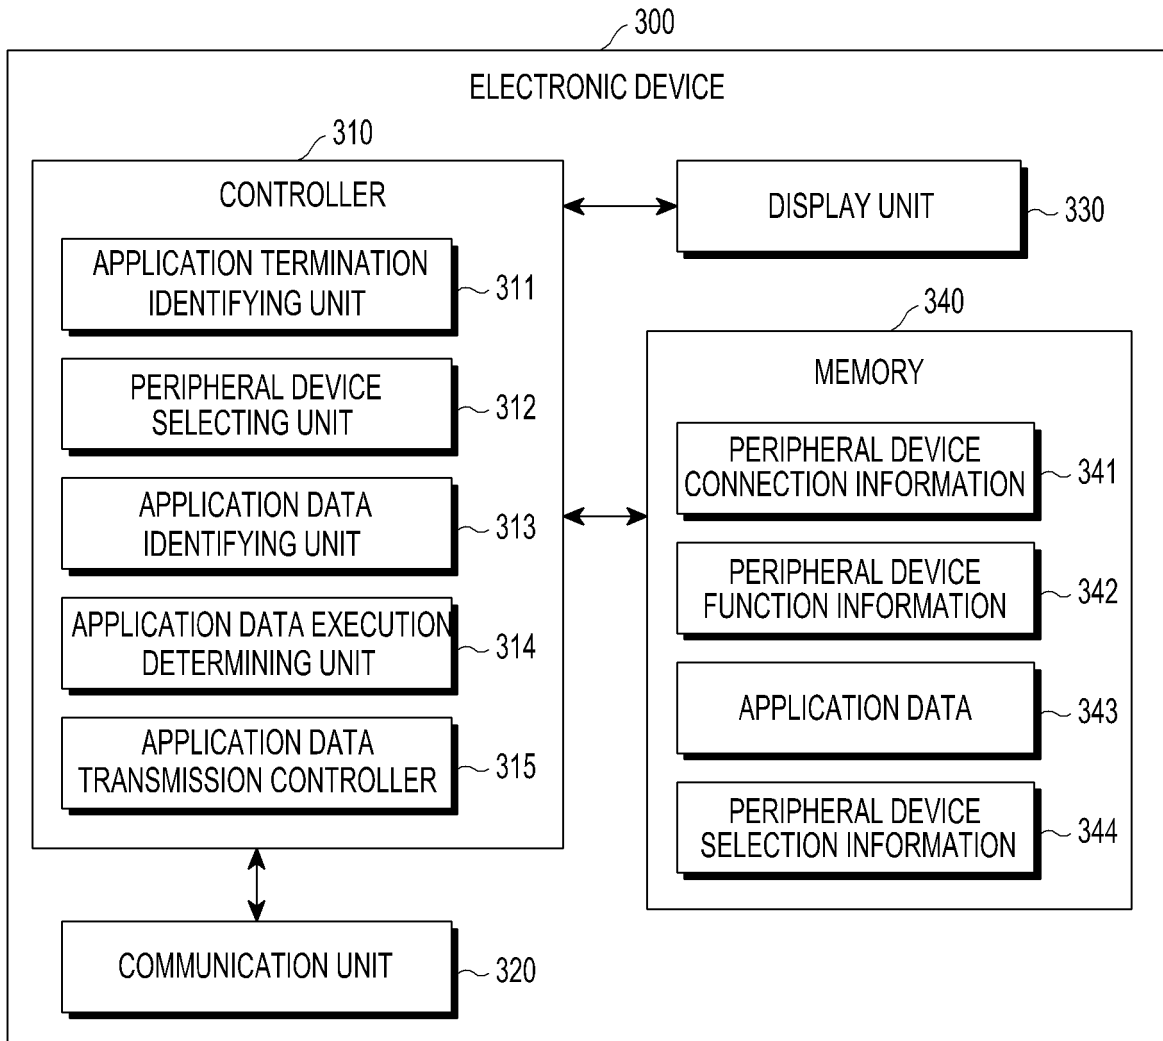 300
ELECTRONIC DEVICE
310
CONTROLLER
APPLICATION TERMINATION
IDENTIFYING UNIT
311
PERIPHERAL DEVICE
SELECTING UNIT
312
APPLICATION DATA
IDENTIFYING UNIT
313
APPLICATION DATA EXECUTION
DETERMINING UNIT
314
APPLICATION DATA
TRANSMISSION CONTROLLER
315
COMMUNICATION UNIT
320
DISPLAY UNIT
330
340
MEMORY
PERIPHERAL DEVICE
CONNECTION INFORMATION
341
PERIPHERAL DEVICE
FUNCTION INFORMATION
342
APPLICATION DATA
343
PERIPHERAL DEVICE
SELECTION INFORMATION
344